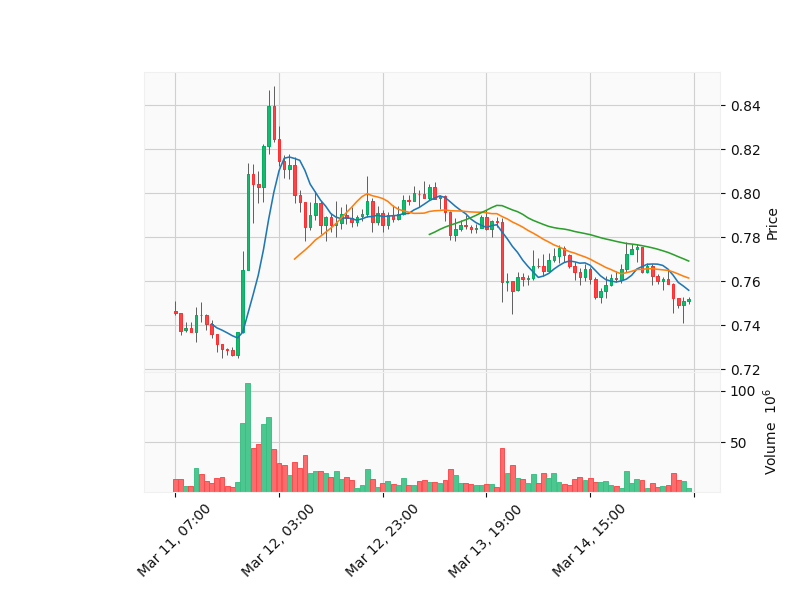 0.84
0.82
0.80
0.78
0.76
0.74
0.72
Price
100
50
Volume 10^6
Mar 11, 07:00
Mar 12, 03:00
Mar 12, 23:00
Mar 13, 19:00
Mar 14, 15:00